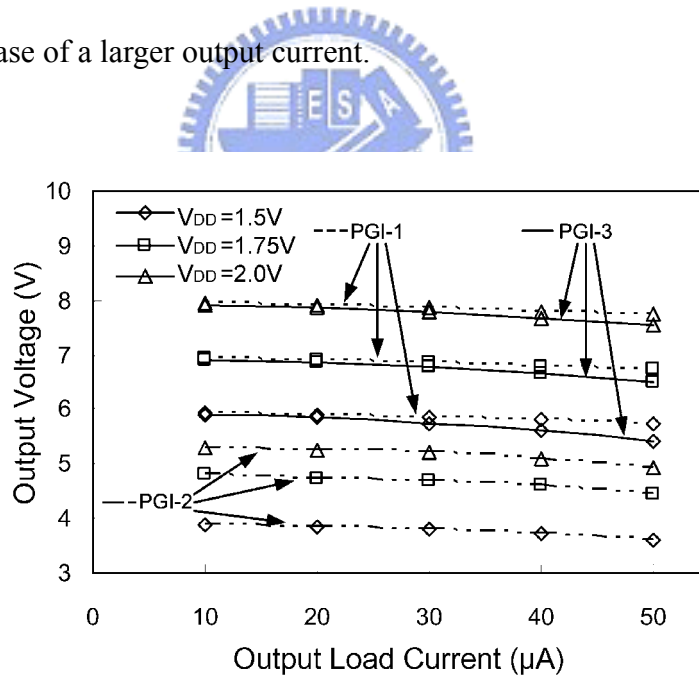 ase of a larger output current.
E S A
10
VDD=1.5V
---PGI-1
PGI-3
9
VDD=1.75V
VDD=2.0V
8
7
6
5
—--PGI-2
4
3
0 10 20 30 40 50
Output Voltage (V)
Output Load Current (µA)